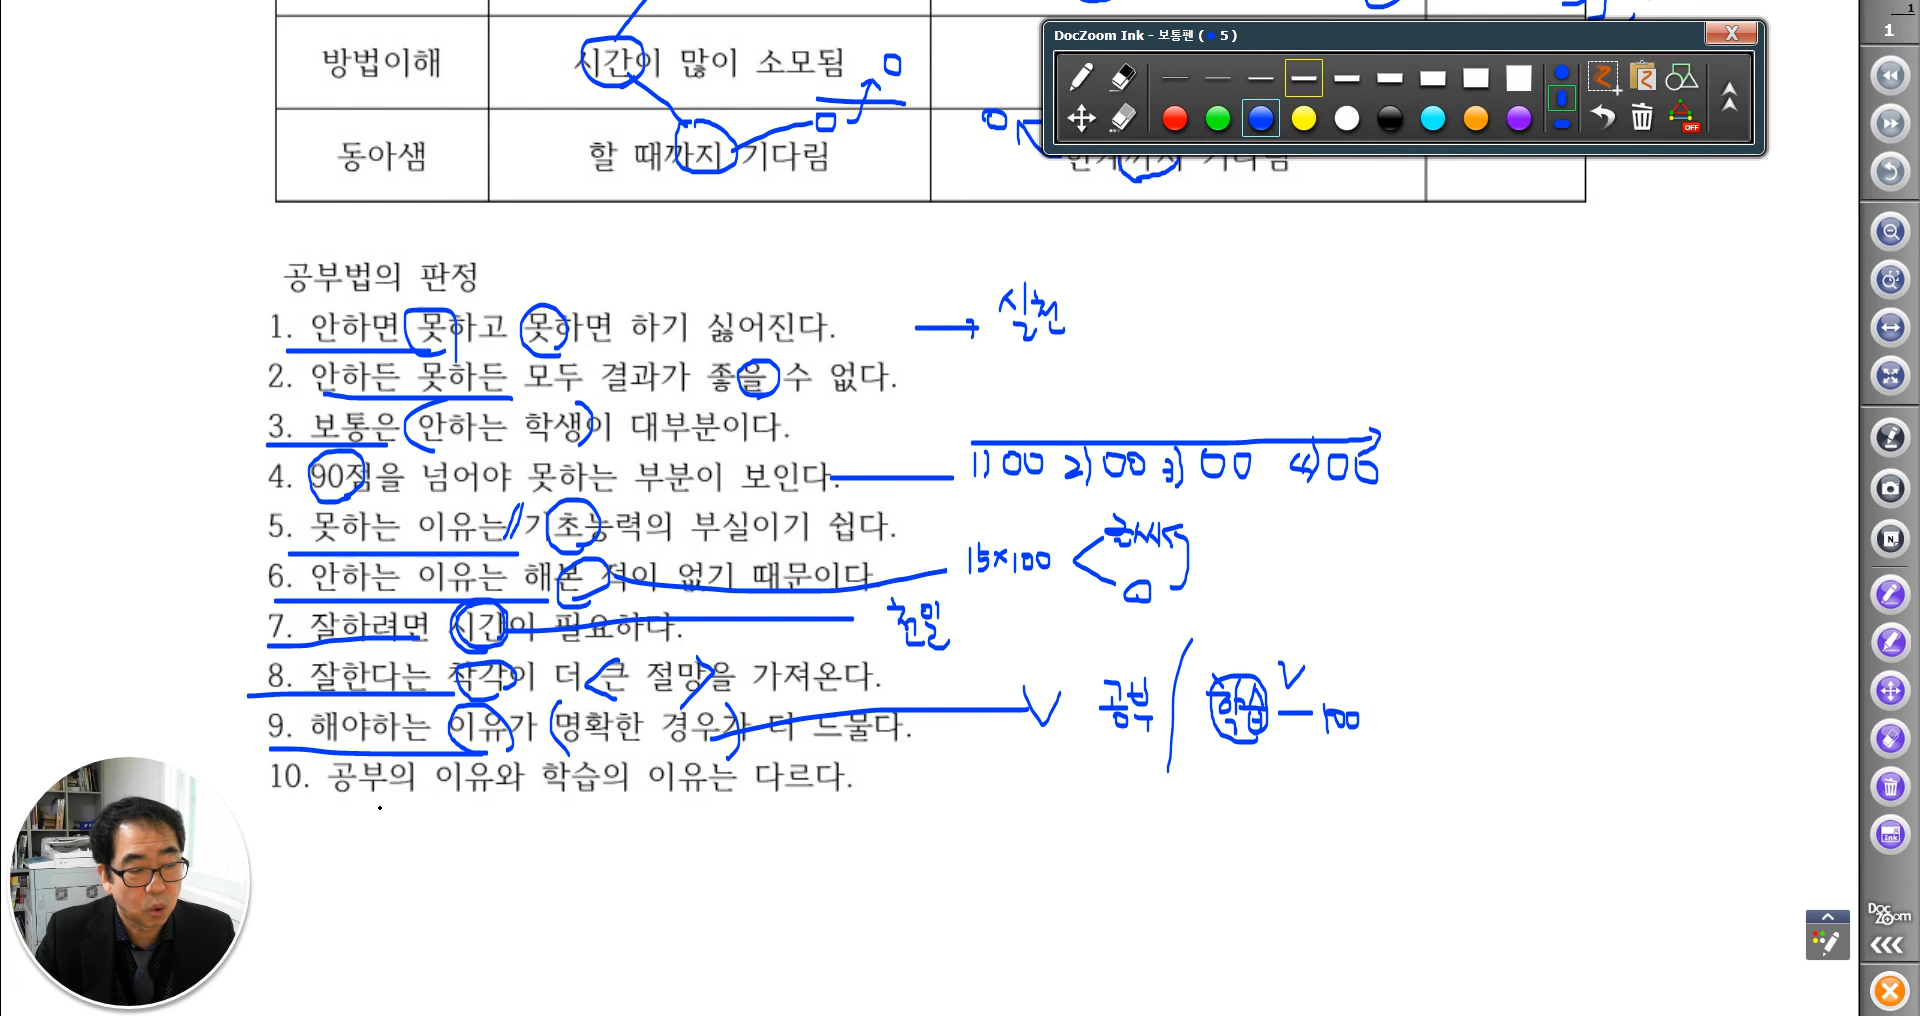 방법이해 시간이 많이 소모됨
동아샘 할 때까지 기다림
DocZoom Ink - 보통펜 ( 5 )
OFF
1
1
공부법의 판정
1. 안하면 못하고 못하면 하기 싫어진다. 실천
2. 안하든 못하든 모두 결과가 좋을 수 없다.
3. 보통은 안하는 학생이 대부분이다.
4. 90점을 넘어야 못하는 부분이 보인다. 1) 00 2) 00 3) 00 4) 00
5. 못하는 이유는 기초능력의 부실이기 쉽다.
6. 안하는 이유는 해본 적이 없기 때문이다 15×100
7. 잘하려면 시간이 필요하다.
8. 잘한다는 착각이 더 큰 절망을 가져온다.
9. 해야하는 이유가 명확한 경우가 더 드물다. 공부 학습 100
10. 공부의 이유와 학습의 이유는 다르다.
Ink
DocZoom